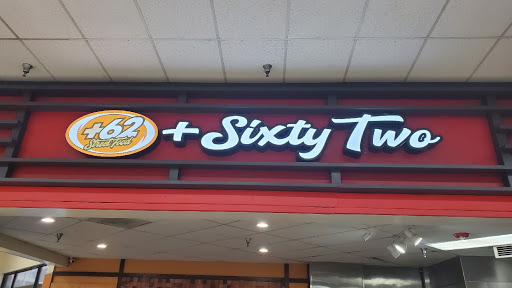 +62
Street Food
+ Sixty Two